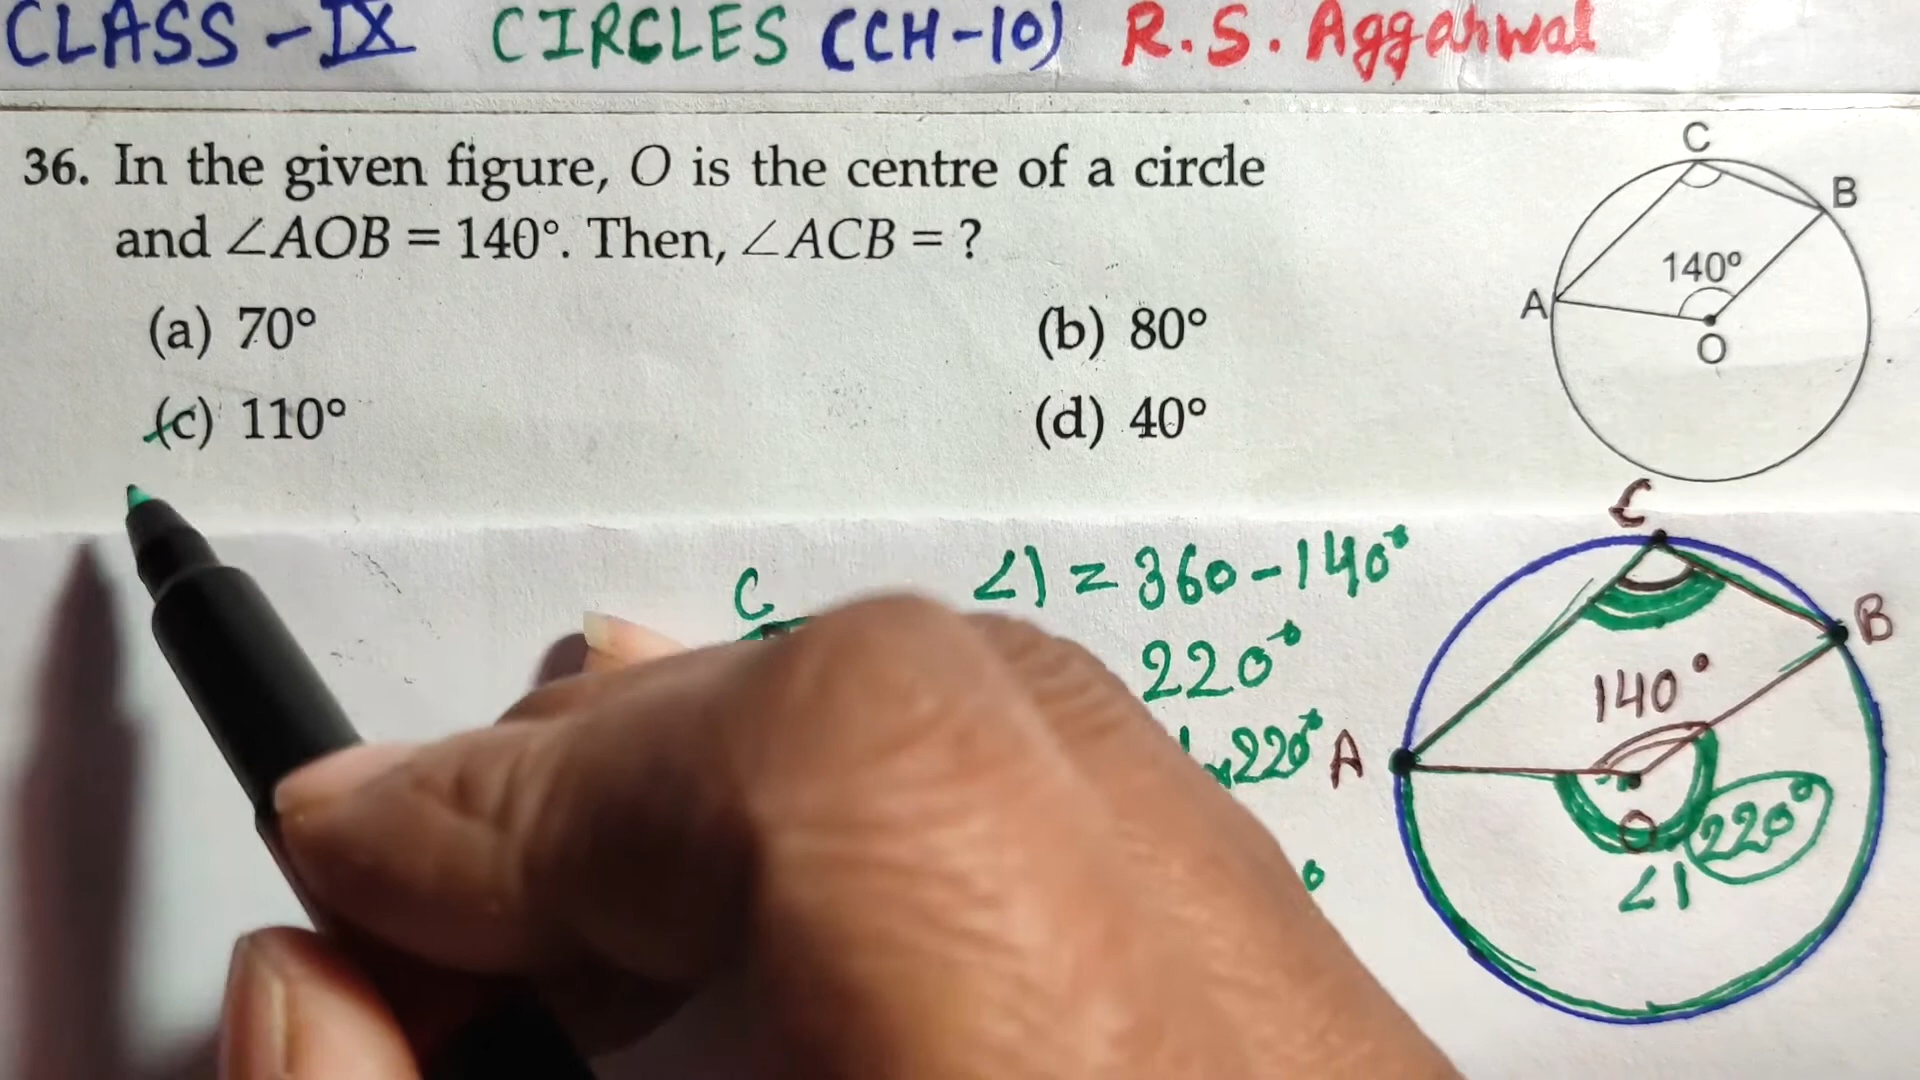 CLASS-IX CIRCLES (CH-10) R.S. Aggarwal
36. In the given figure, O is the centre of a circle
and ∠AOB = 140°. Then, ∠ACB = ?
(a) 70° (b) 80°
(c) 110° (d) 40°
C
B
140°
A
O
C
∠1 = 360-140°
220°
220°
C
B
140°
A
O
220°
∠1